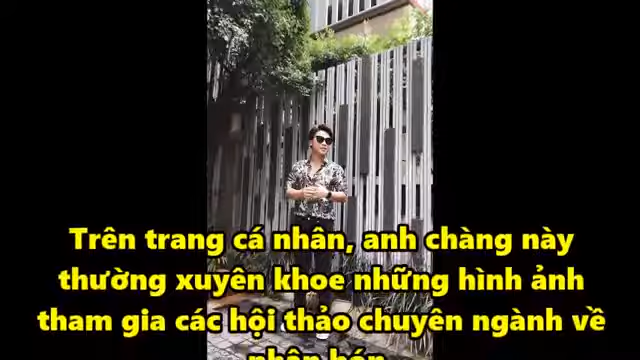 Trên trang cá nhân, anh chàng này
thường xuyên khoe những hình ảnh
tham gia các hội thảo chuyên ngành về